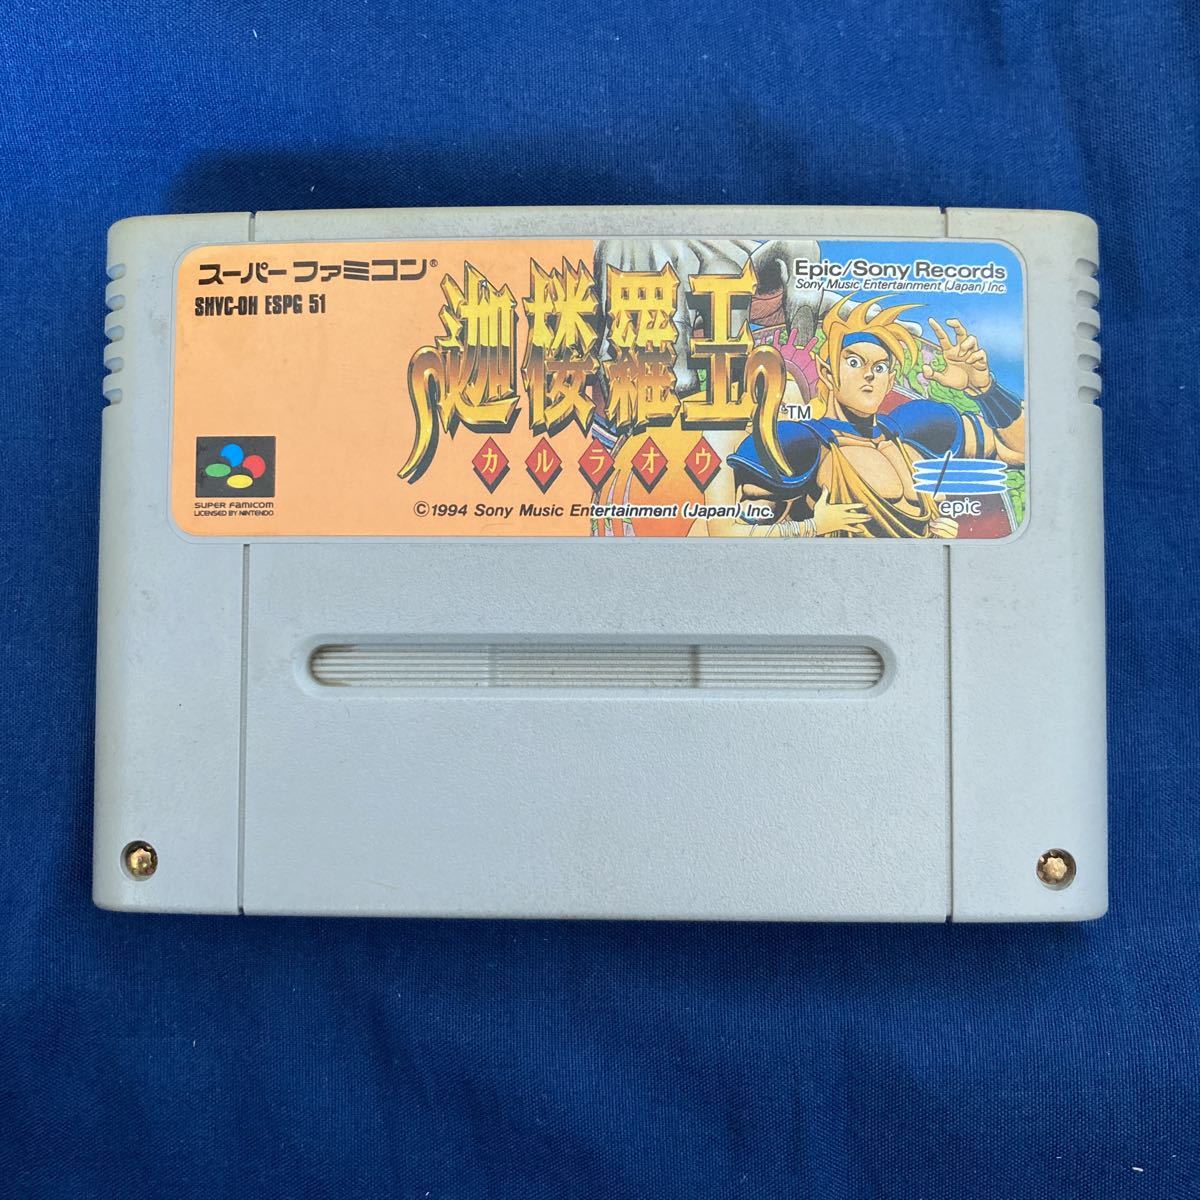 スーパーファミコン®
SHVC-OH ESPG 51
Epic/Sony Records
Sony Music Entertainment (Japan) Inc.
迦楼羅王™
カルラオウ
©1994 Sony Music Entertainment (Japan) Inc.
SUPER FAMICOM
LICENSED BY NINTENDO
epic